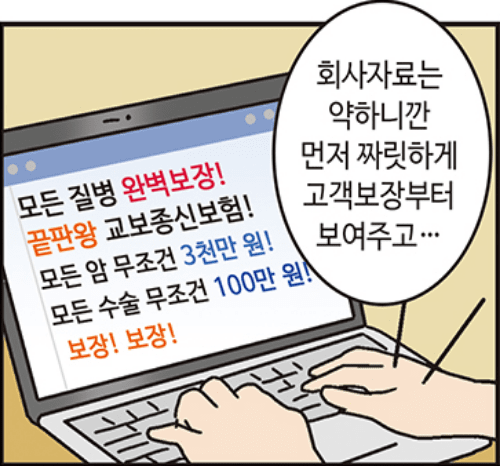 회사자료는
약하니깐
먼저 짜릿하게
고객보장부터
보여주고…
모든 질병 완벽보장!
끝판왕 교보종신보험!
모든 암 무조건 3천만 원!
모든 수술 무조건 100만 원!
보장! 보장!